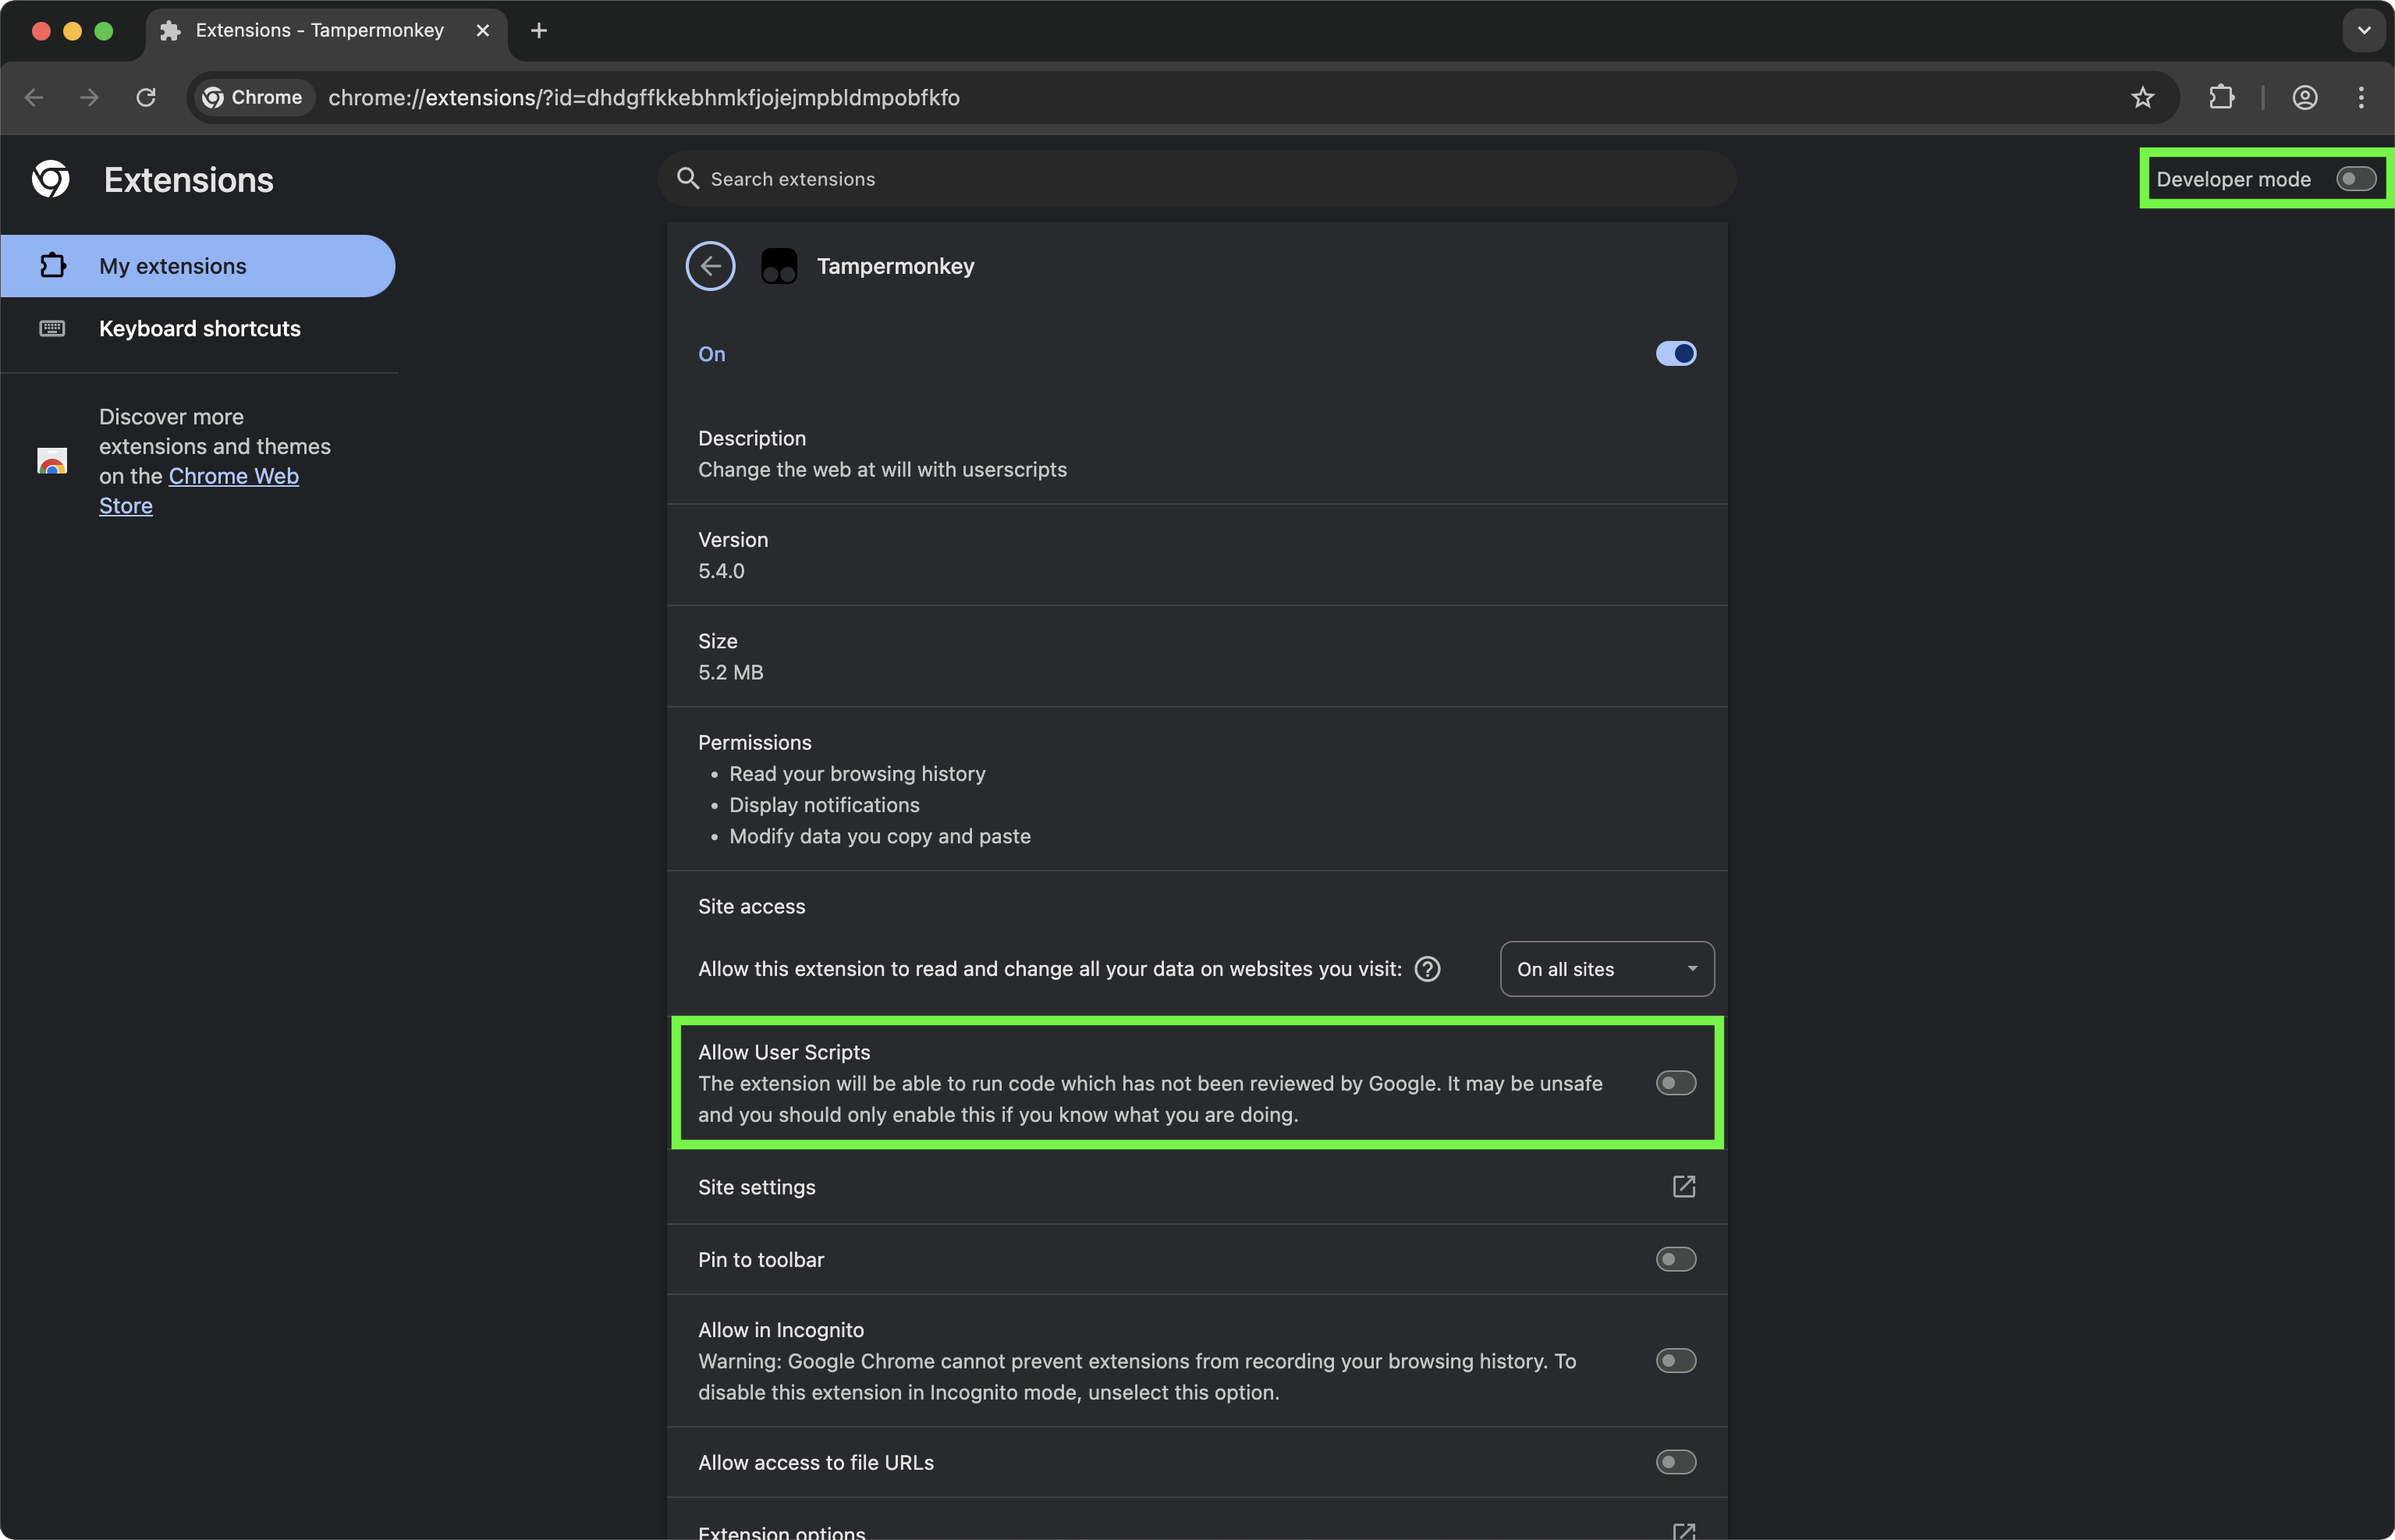 Extensions - Tampermonkey
Chrome
chrome://extensions/?id=dhdgffkkebhmkfjojejmpbldmpobfkfo
Extensions
Search extensions
Developer mode
My extensions
Keyboard shortcuts
Discover more
extensions and themes
on the Chrome Web
Store
Tampermonkey
On
Description
Change the web at will with userscripts
Version
5.4.0
Size
5.2 MB
Permissions
• Read your browsing history
• Display notifications
• Modify data you copy and paste
Site access
Allow this extension to read and change all your data on websites you visit:
On all sites
Allow User Scripts
The extension will be able to run code which has not been reviewed by Google. It may be unsafe
and you should only enable this if you know what you are doing.
Site settings
Pin to toolbar
Allow in Incognito
Warning: Google Chrome cannot prevent extensions from recording your browsing history. To
disable this extension in Incognito mode, unselect this option.
Allow access to file URLs
Extension options